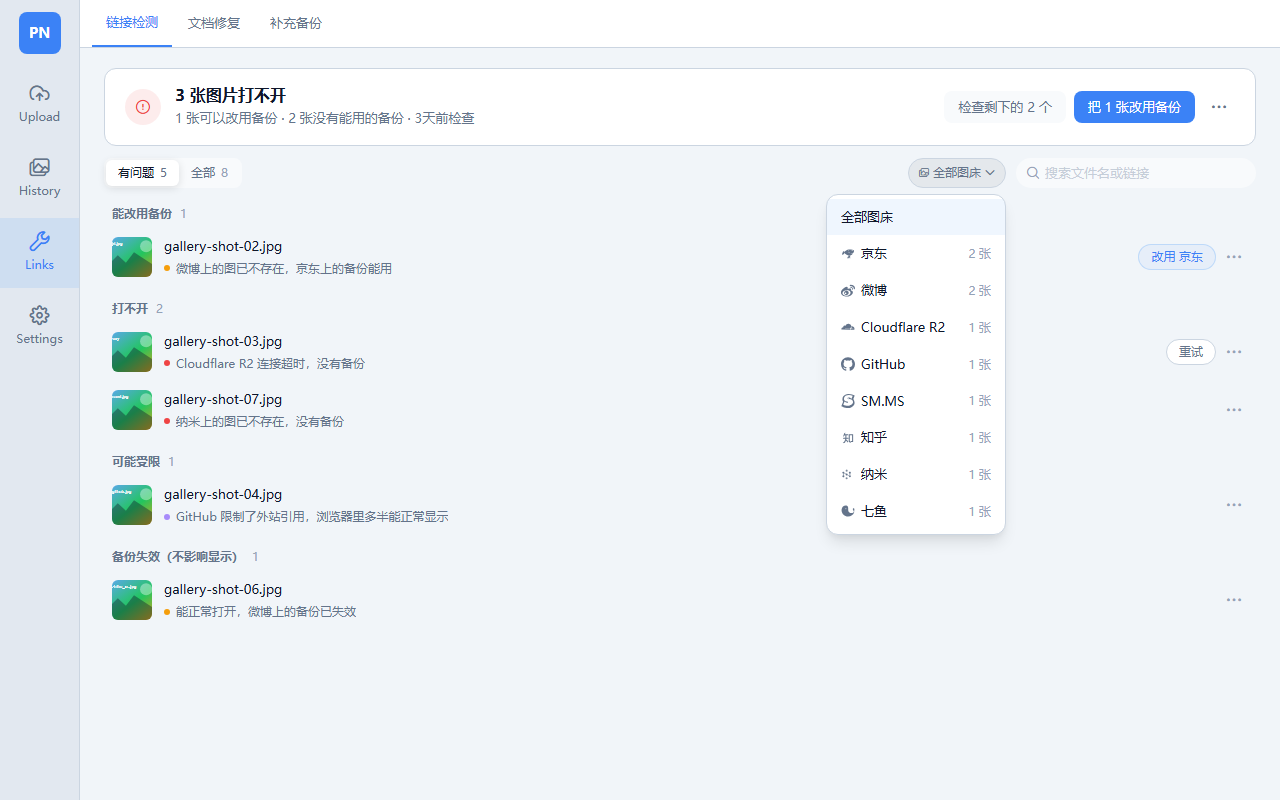 PN
Upload
History
Links
Settings
链接检测
文档修复
补充备份
3 张图片打不开
1 张可以改用备份 · 2 张没有能用的备份 · 3天前检查
检查剩下的 2 个
把 1 张改用备份
有问题 5
全部 8
全部图床
搜索文件名或链接
全部图床
京东 2 张
微博 2 张
Cloudflare R2 1 张
GitHub 1 张
SM.MS 1 张
知 知乎 1 张
纳米 1 张
七鱼 1 张
能改用备份 1
gallery-shot-02.jpg
微博上的图已不存在，京东上的备份能用
改用 京东
打不开 2
gallery-shot-03.jpg
Cloudflare R2 连接超时，没有备份
重试
gallery-shot-07.jpg
纳米上的图已不存在，没有备份
可能受限 1
gallery-shot-04.jpg
GitHub 限制了外站引用，浏览器里多半能正常显示
备份失效（不影响显示） 1
gallery-shot-06.jpg
能正常打开，微博上的备份已失效